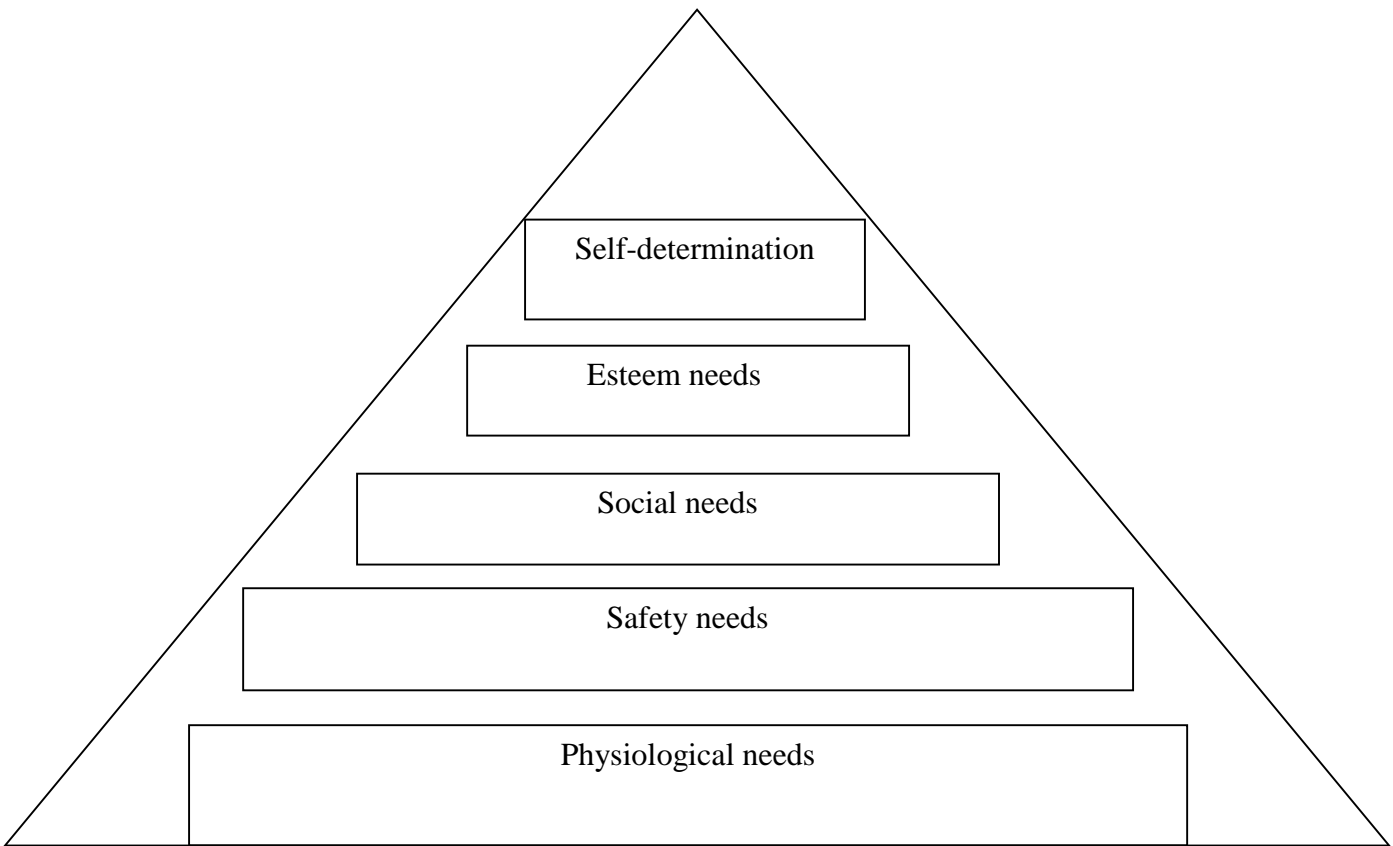 Self-determination
Esteem needs
Social needs
Safety needs
Physiological needs